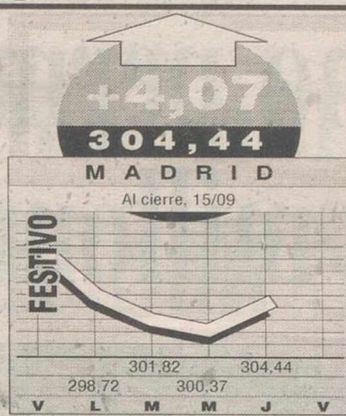 +4,07
304,44
MADRID
Al cierre, 15/09
FESTIVO
301,82 304,44
298,72 300,37
V L M M J V